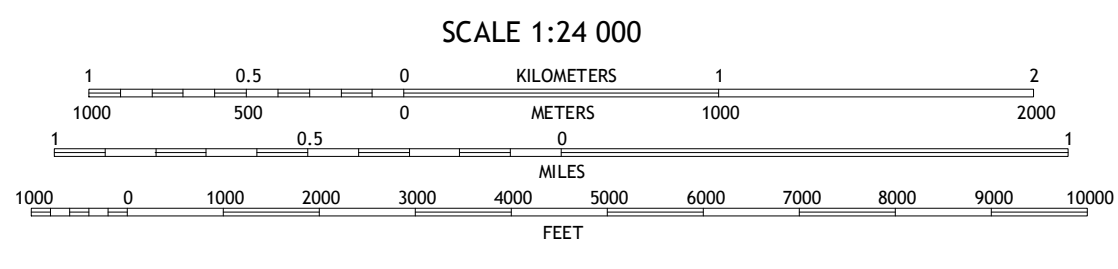 SCALE 1:24 000
1 0.5 0 KILOMETERS 1 2
1000 500 0 METERS 1000 2000
1 0.5 0 1
MILES
1000 0 1000 2000 3000 4000 5000 6000 7000 8000 9000 10000
FEET